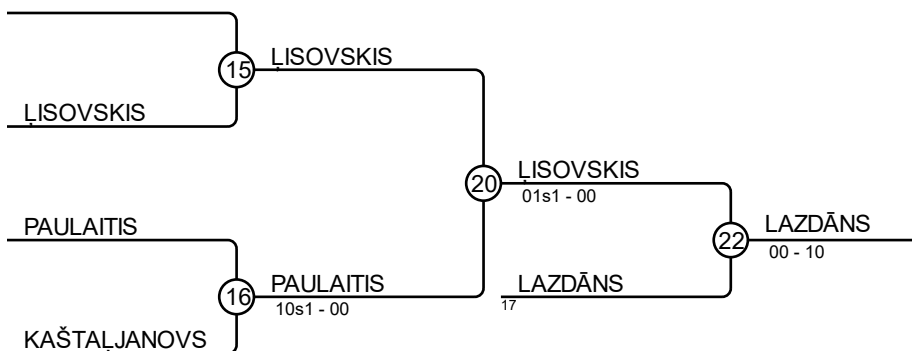 ĻISOVSKIS
15
ĻISOVSKIS
ĻISOVSKIS
20
01s1 - 00
PAULAITIS
LAZDĀNS
22
00 - 10
PAULAITIS
16
10s1 - 00
LAZDĀNS
17
KAŠTAĻJANOVS